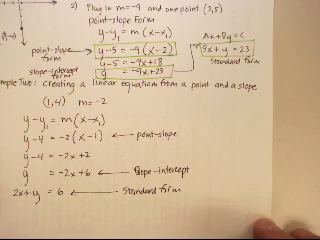 2) Plug in m=-9 and one point (2,5)
point-slope form
y-y₁ = m(x-x₁)
Ax+By=C
point-slope form → y-5 = -9(x-2)
9x+y = 23
y-5 = -9x+18
Standard form
slope-intercept form → y = -9x+23
mple Two: Creating a linear equation from a point and a slope
(1,4) m=-2
y-y₁ = m(x-x₁)
y-4 = -2(x-1) ← point-slope
y-4 = -2x+2
y = -2x+6 ← Slope-intercept
2x+y = 6 ← Standard form